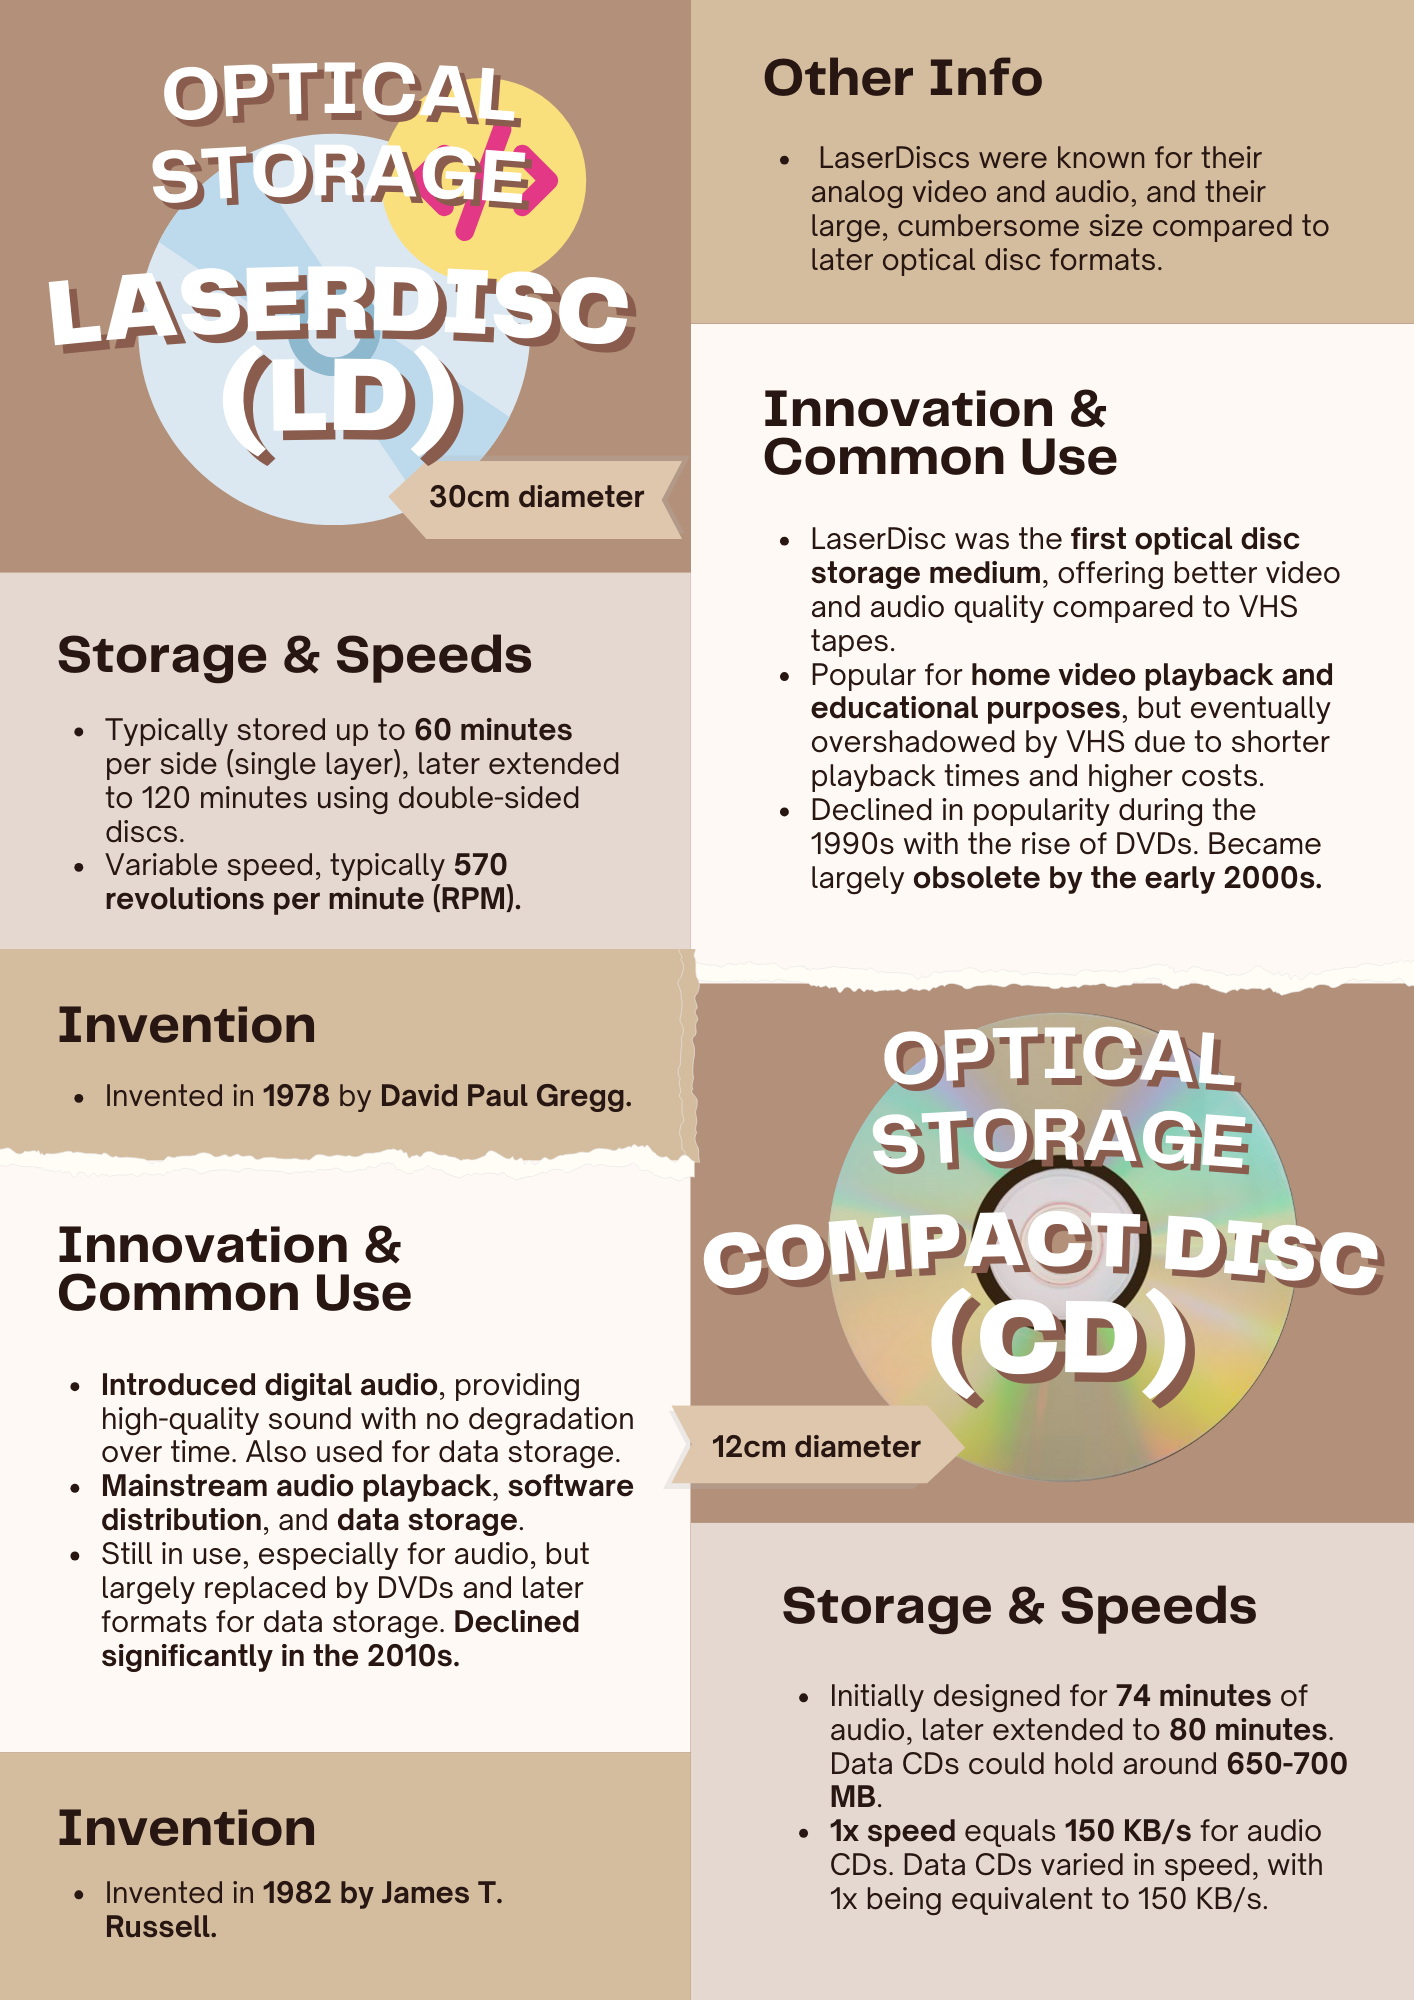 OPTICAL
STORAGE
LASERDISC
(LD)
30cm diameter
Storage & Speeds
• Typically stored up to 60 minutes
per side (single layer), later extended
to 120 minutes using double-sided
discs.
• Variable speed, typically 570
revolutions per minute (RPM).
Invention
• Invented in 1978 by David Paul Gregg.
Other Info
• LaserDiscs were known for their
analog video and audio, and their
large, cumbersome size compared to
later optical disc formats.
Innovation &
Common Use
• LaserDisc was the first optical disc
storage medium, offering better video
and audio quality compared to VHS
tapes.
• Popular for home video playback and
educational purposes, but eventually
overshadowed by VHS due to shorter
playback times and higher costs.
• Declined in popularity during the
1990s with the rise of DVDs. Became
largely obsolete by the early 2000s.
OPTICAL
STORAGE
COMPACT DISC
(CD)
12cm diameter
Innovation &
Common Use
• Introduced digital audio, providing
high-quality sound with no degradation
over time. Also used for data storage.
• Mainstream audio playback, software
distribution, and data storage.
• Still in use, especially for audio, but
largely replaced by DVDs and later
formats for data storage. Declined
significantly in the 2010s.
Invention
• Invented in 1982 by James T.
Russell.
Storage & Speeds
• Initially designed for 74 minutes of
audio, later extended to 80 minutes.
Data CDs could hold around 650-700
MB.
• 1x speed equals 150 KB/s for audio
CDs. Data CDs varied in speed, with
1x being equivalent to 150 KB/s.